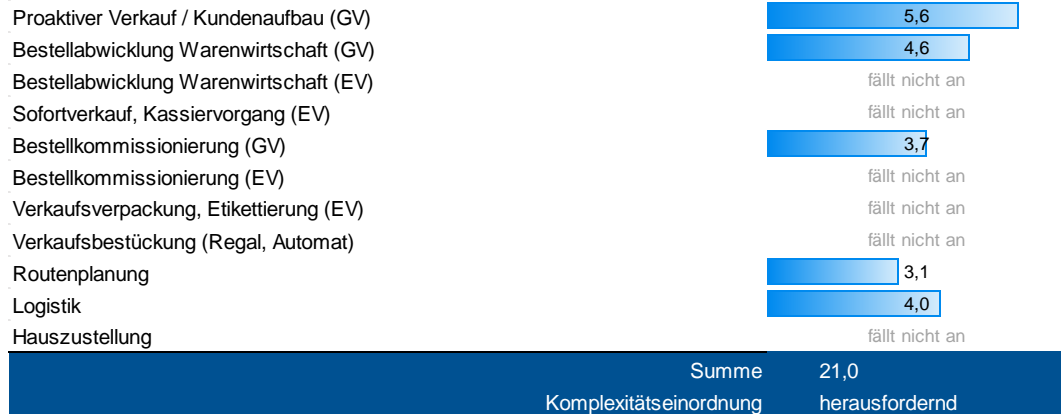 Proaktiver Verkauf / Kundenaufbau (GV) 5,6
Bestellabwicklung Warenwirtschaft (GV) 4,6
Bestellabwicklung Warenwirtschaft (EV) fällt nicht an
Sofortverkauf, Kassiervorgang (EV) fällt nicht an
Bestellkommissionierung (GV) 3,7
Bestellkommissionierung (EV) fällt nicht an
Verkaufsverpackung, Etikettierung (EV) fällt nicht an
Verkaufsbestückung (Regal, Automat) fällt nicht an
Routenplanung 3,1
Logistik 4,0
Hauszustellung fällt nicht an
Summe 21,0
Komplexitätseinordnung herausfordernd